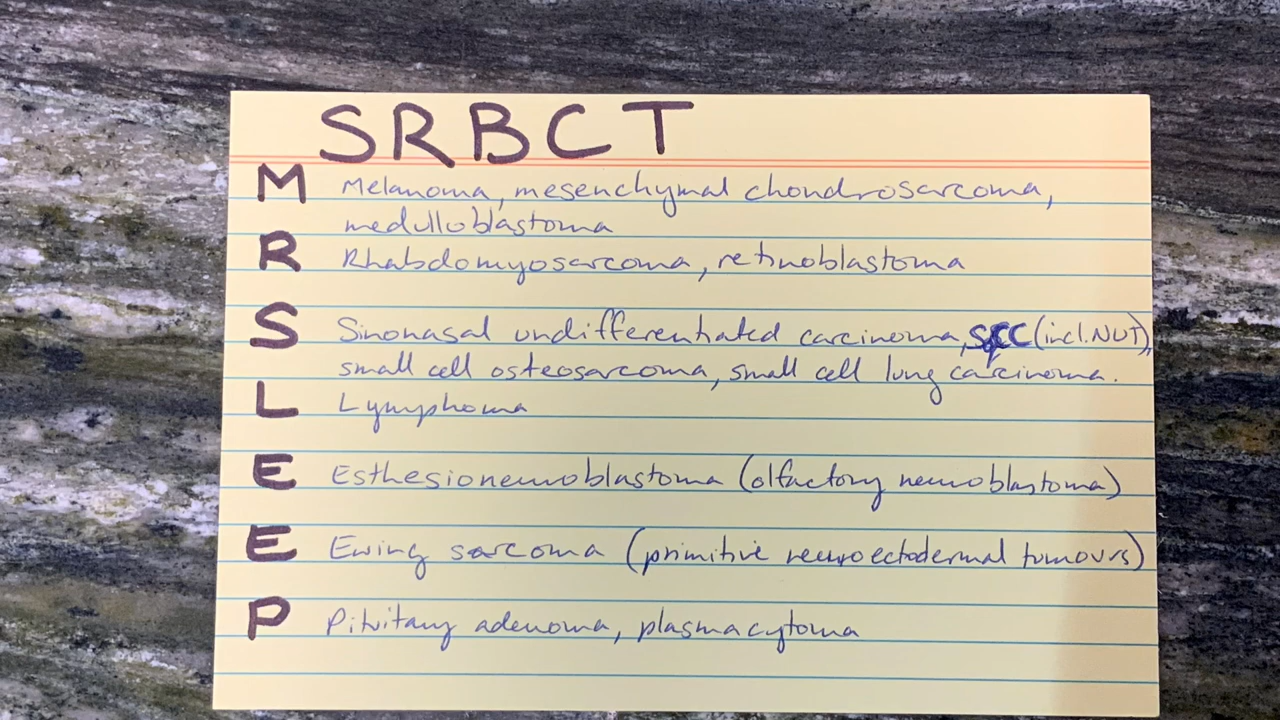 SRBCT
M Melanoma, mesenchymal chondrosarcoma,
medulloblastoma
R Rhabdomyosarcoma, retinoblastoma
S Sinonasal undifferentiated carcinoma, SqCC (incl. NUT),
small cell osteosarcoma, small cell lung carcinoma.
L Lymphoma
E Esthesioneuroblastoma (olfactory neuroblastoma)
E Ewing sarcoma (primitive neuroectodermal tumours)
P Pituitary adenoma, plasmacytoma